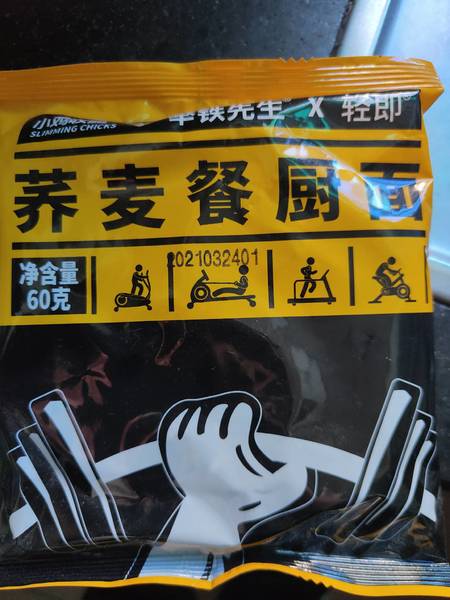 SLIMMING CHICKS
举铁先生® X 轻即®
荞麦餐厨面
2021032401
净含量
60克